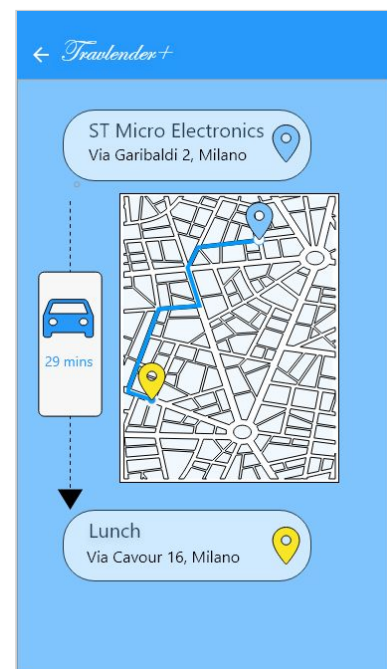 Travlender+
ST Micro Electronics
Via Garibaldi 2, Milano
29 mins
Lunch
Via Cavour 16, Milano